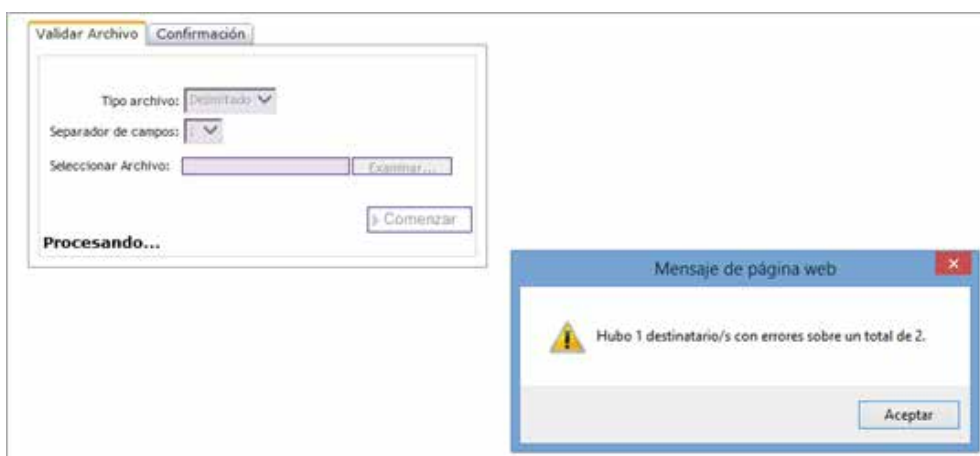 Validar Archivo Confirmación
Tipo archivo: Delimitado
Separador de campos:
Seleccionar Archivo: Examinar...
Comenzar
Procesando...
Mensaje de página web
Hubo 1 destinatario/s con errores sobre un total de 2.
Aceptar